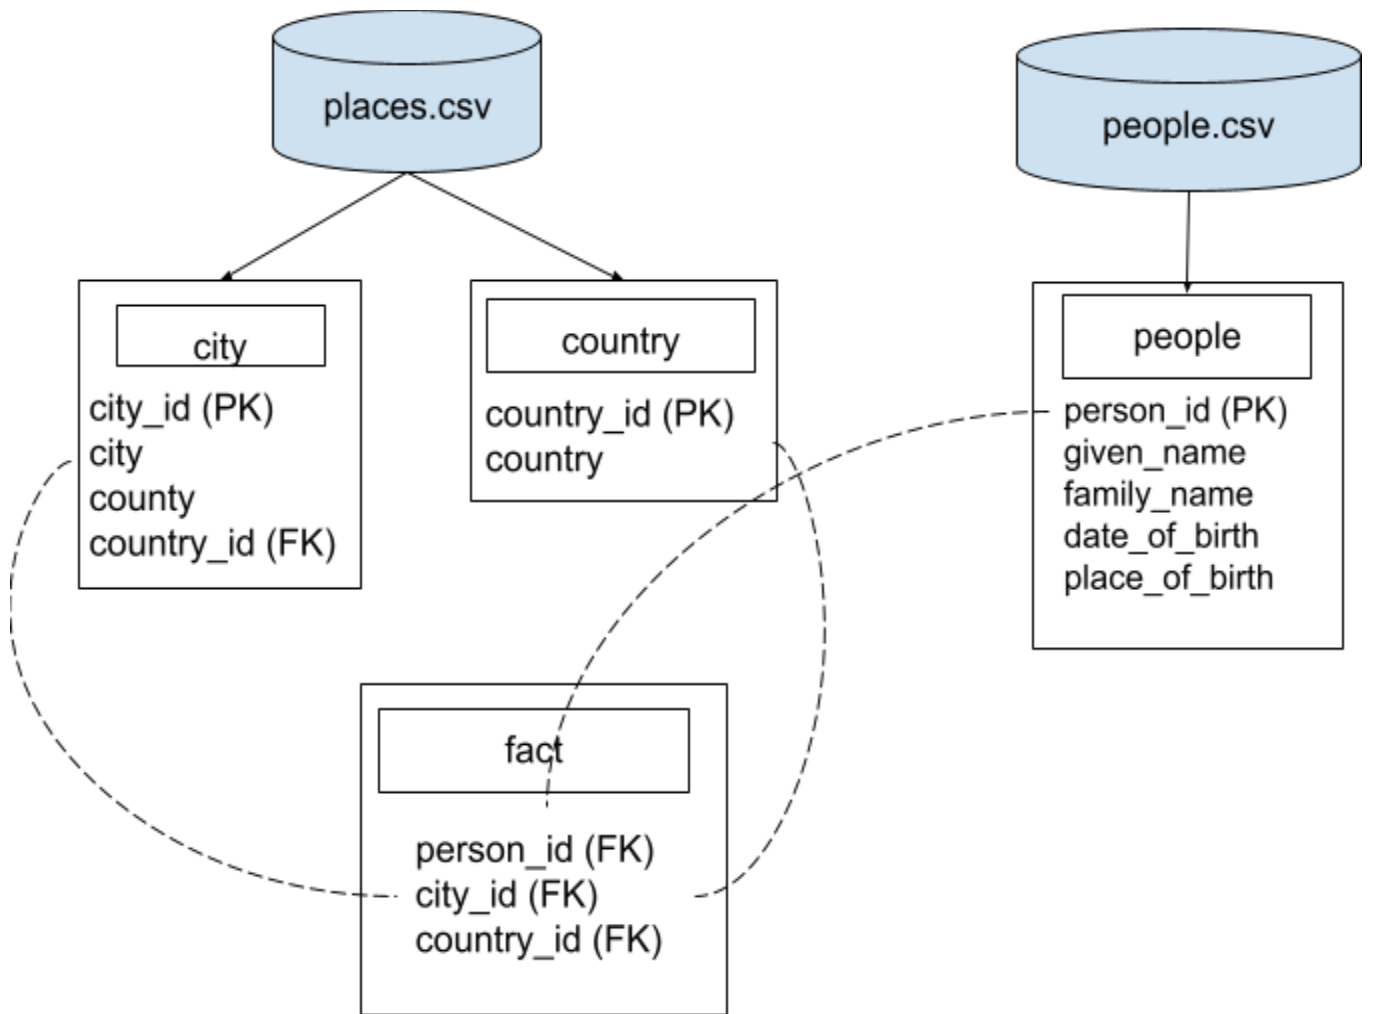 places.csv
people.csv
city
city_id (PK)
city
county
country_id (FK)
country
country_id (PK)
country
people
person_id (PK)
given_name
family_name
date_of_birth
place_of_birth
fact
person_id (FK)
city_id (FK)
country_id (FK)